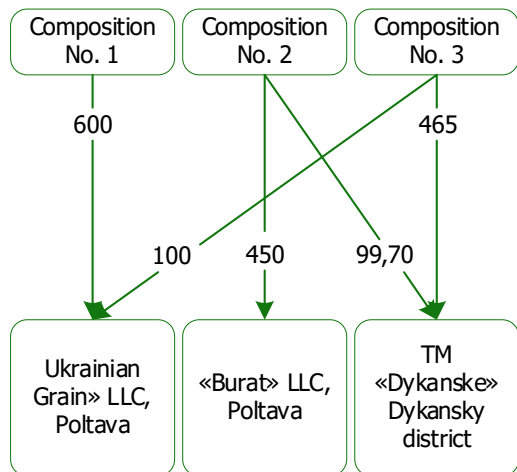 Composition
No. 1
Composition
No. 2
Composition
No. 3
600
465
100
450
99,70
Ukrainian
Grain» LLC,
Poltava
«Burat» LLC,
Poltava
TM
«Dykanske»
Dykansky
district